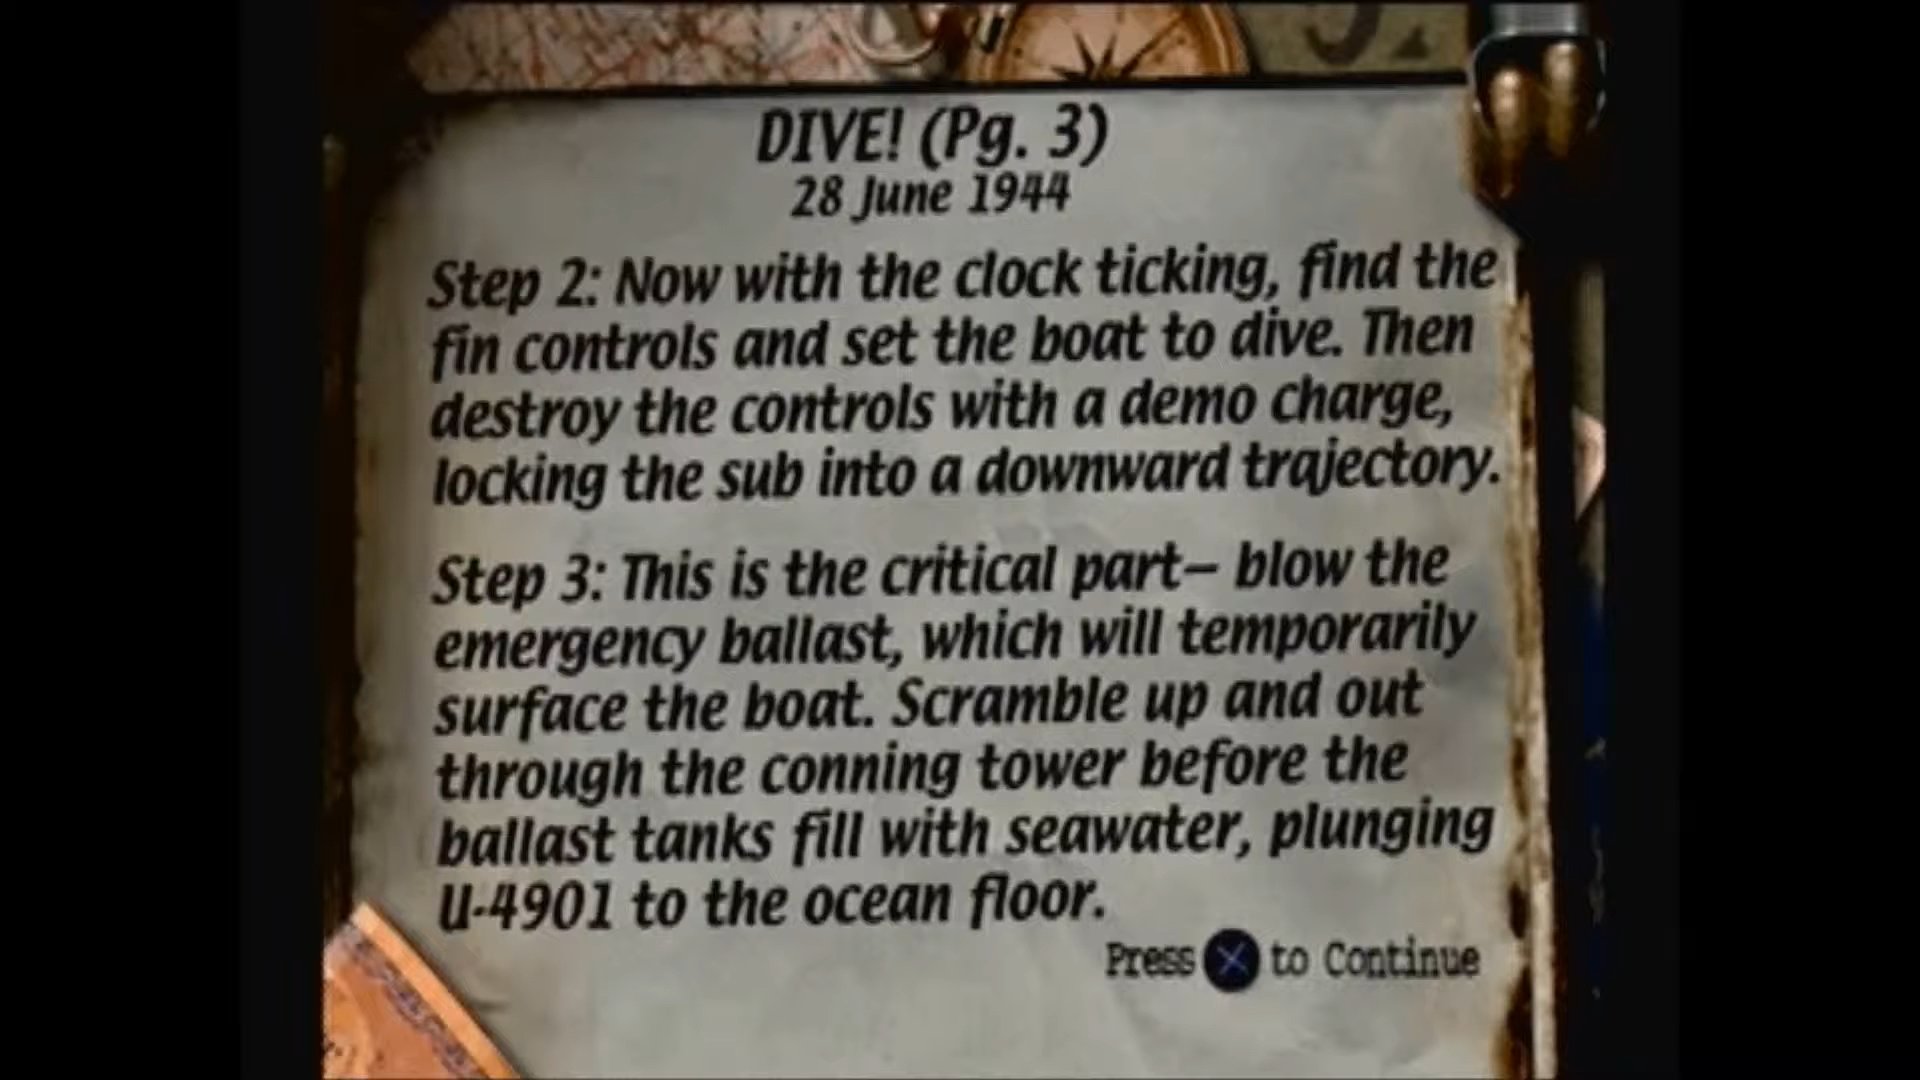 DIVE! (Pg. 3)
28 June 1944
Step 2: Now with the clock ticking, find the
fin controls and set the boat to dive. Then
destroy the controls with a demo charge,
locking the sub into a downward trajectory.
Step 3: This is the critical part– blow the
emergency ballast, which will temporarily
surface the boat. Scramble up and out
through the conning tower before the
ballast tanks fill with seawater, plunging
U-4901 to the ocean floor.
Press X to Continue